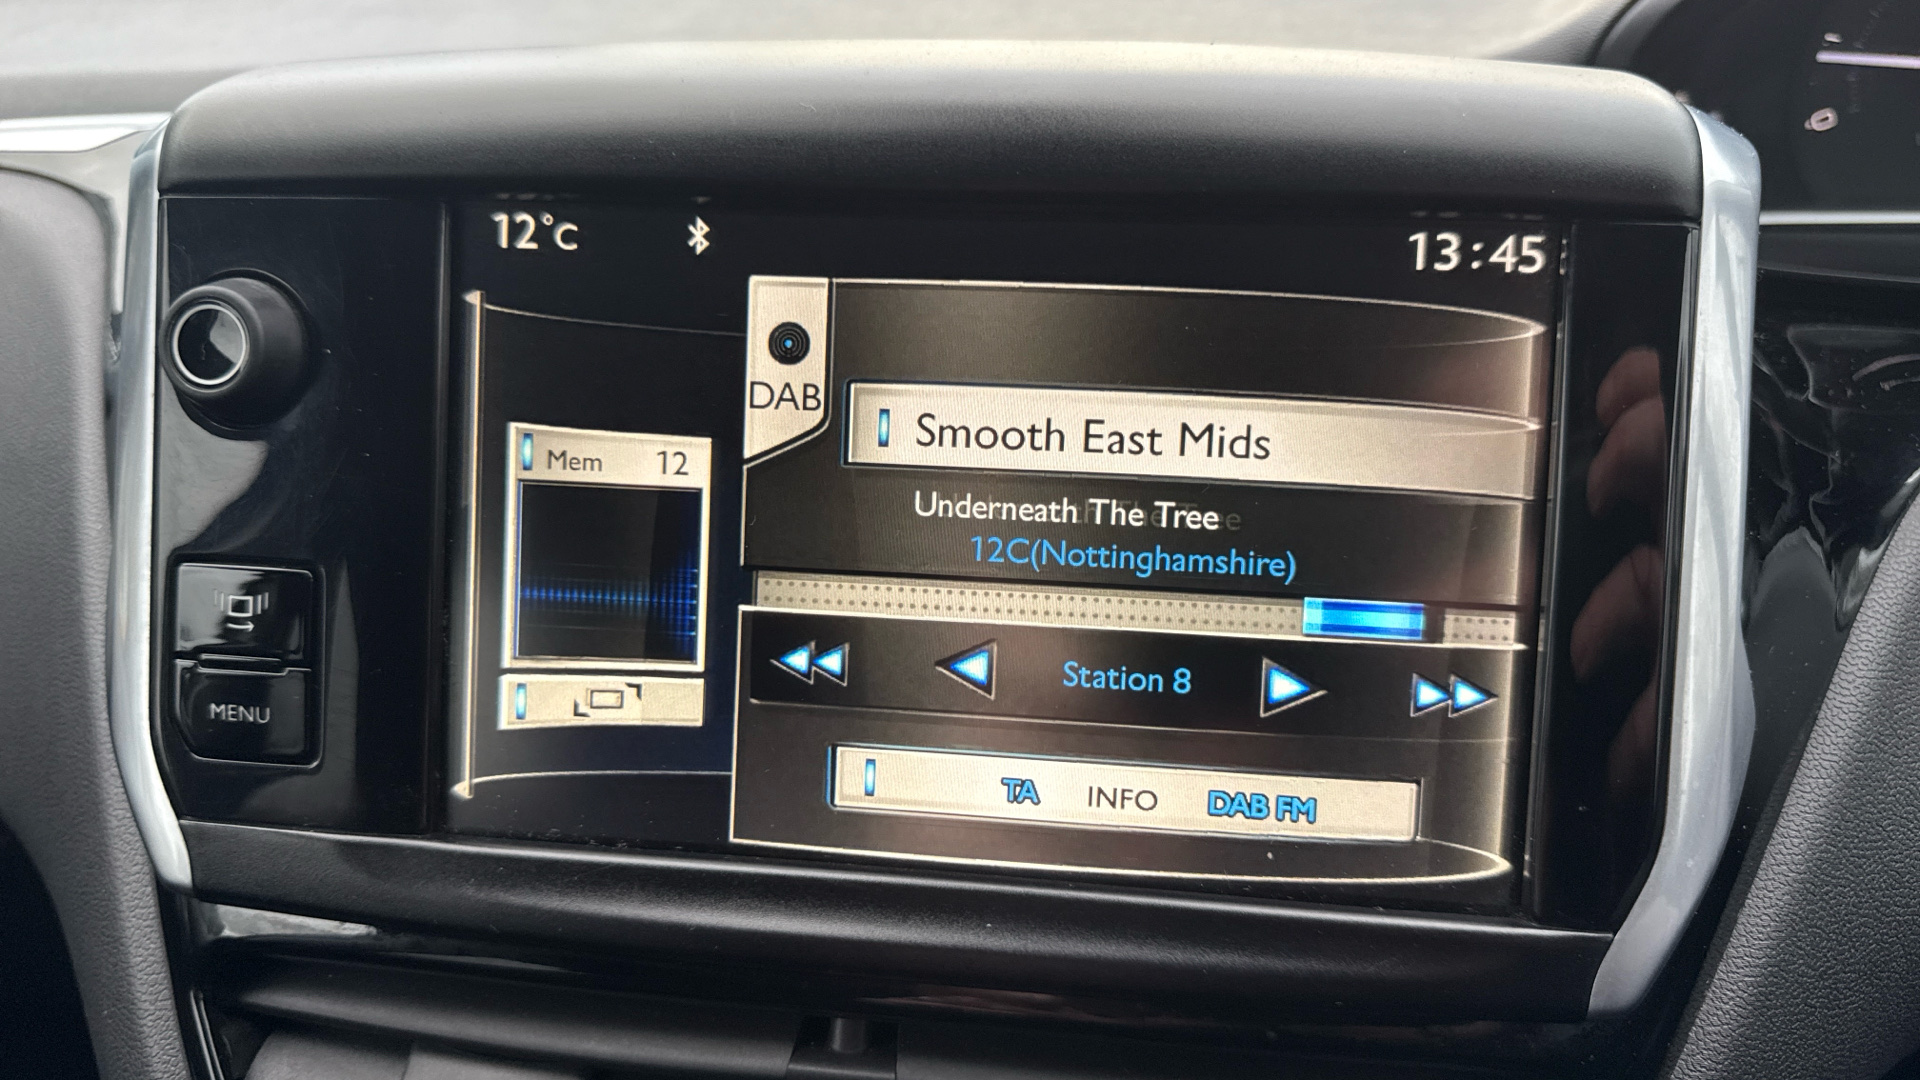 12°C
13:45
DAB
Smooth East Mids
Mem 12
Underneath The Tree
12C(Nottinghamshire)
Station 8
MENU
TA INFO DAB FM